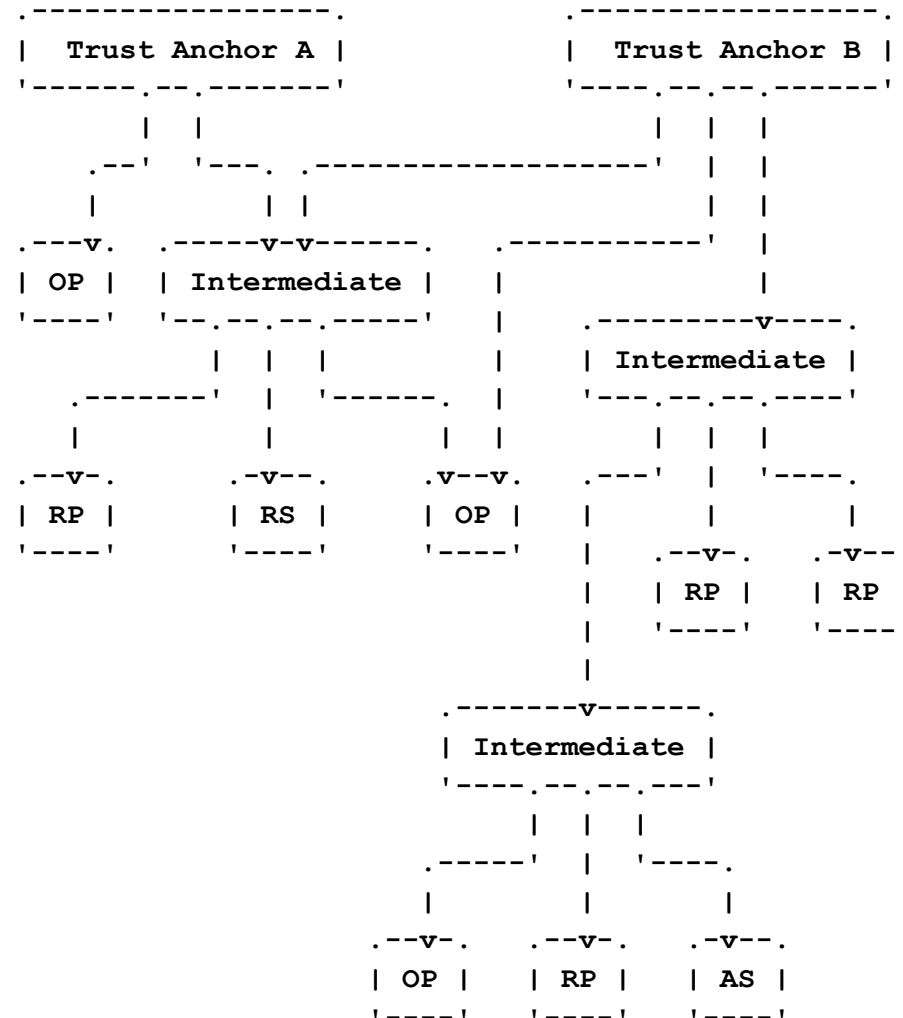 Trust Anchor A Trust Anchor B
OP Intermediate
Intermediate
RP RS OP
RP RP
Intermediate
OP RP AS